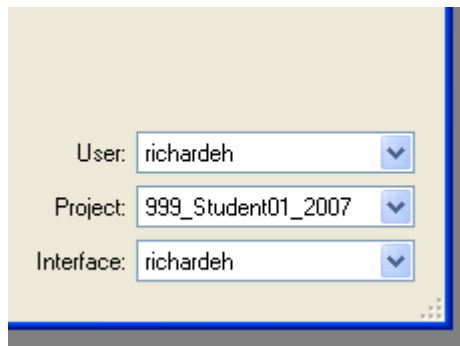 User: richardeh
Project: 999_Student01_2007
Interface: richardeh